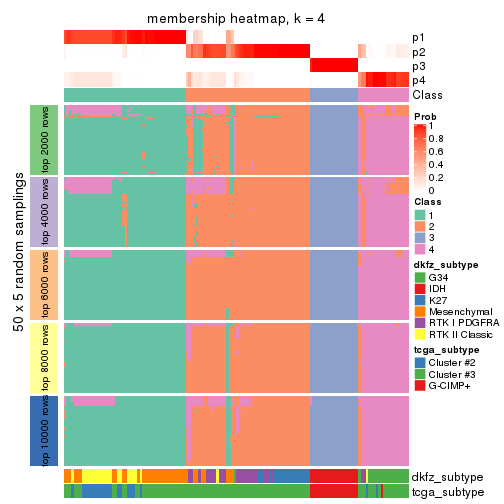 membership heatmap, k = 4
p1
p2
p3
p4
Class
50 x 5 random samplings
top 2000 rows
top 4000 rows
top 6000 rows
top 8000 rows
top 10000 rows
dkfz_subtype
tcga_subtype
Prob
1
0.8
0.6
0.4
0.2
0
Class
1
2
3
4
dkfz_subtype
G34
IDH
K27
Mesenchymal
RTK I PDGFRA
RTK II Classic
tcga_subtype
Cluster #2
Cluster #3
G-CIMP+